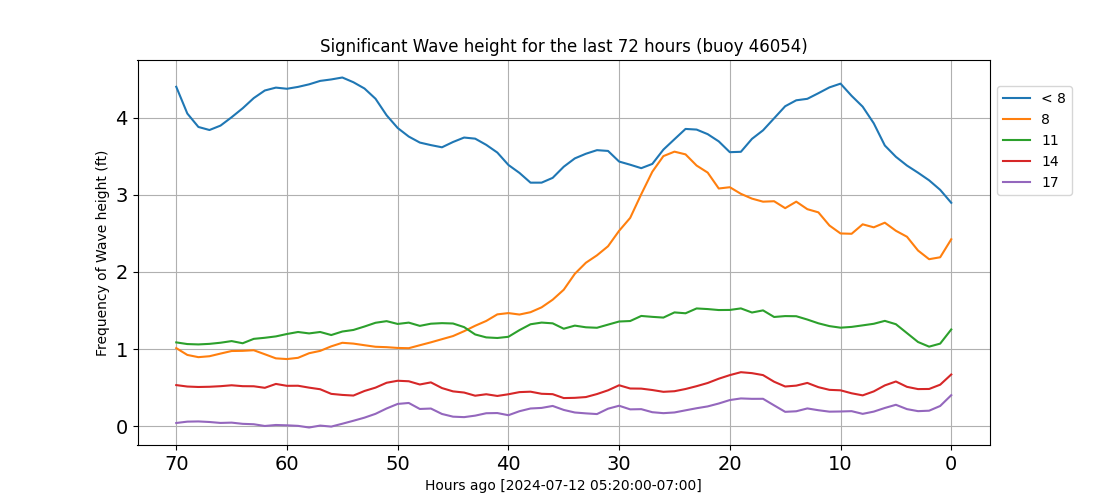 Significant Wave height for the last 72 hours (buoy 46054)
Frequency of Wave height (ft)
4
3
2
1
0
70 60 50 40 30 20 10 0
Hours ago [2024-07-12 05:20:00-07:00]
< 8
8
11
14
17